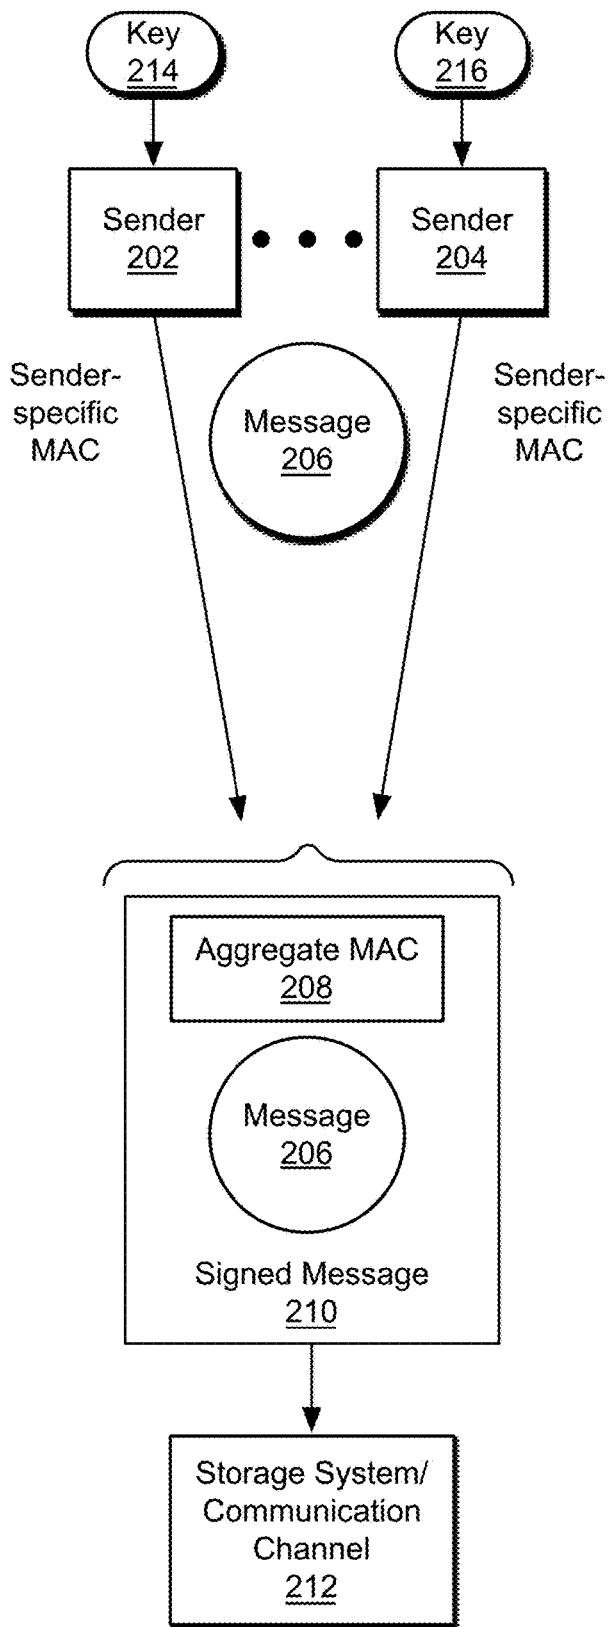 Key
214
Key
216
Sender
202
Sender
204
Sender-
specific
MAC
Message
206
Sender-
specific
MAC
Aggregate MAC
208
Message
206
Signed Message
210
Storage System/
Communication
Channel
212